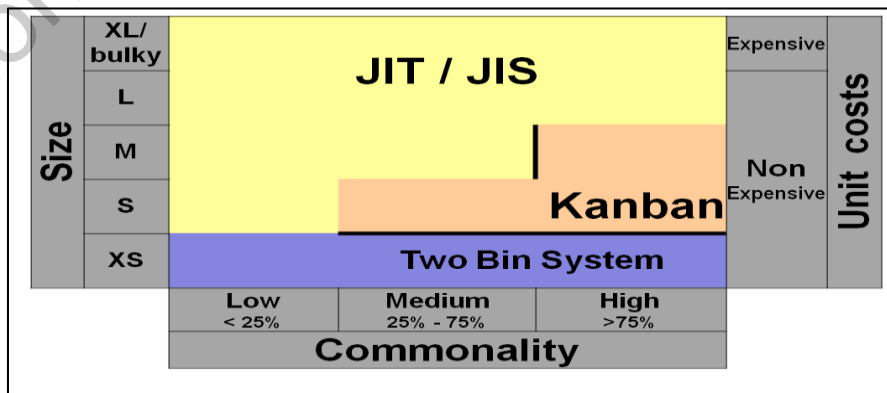 XL/
bulky
JIT / JIS
Expensive
L
Size
M
Non
Expensive
Unit costs
S
Kanban
XS
Two Bin System
Low
< 25%
Medium
25% - 75%
High
>75%
Commonality